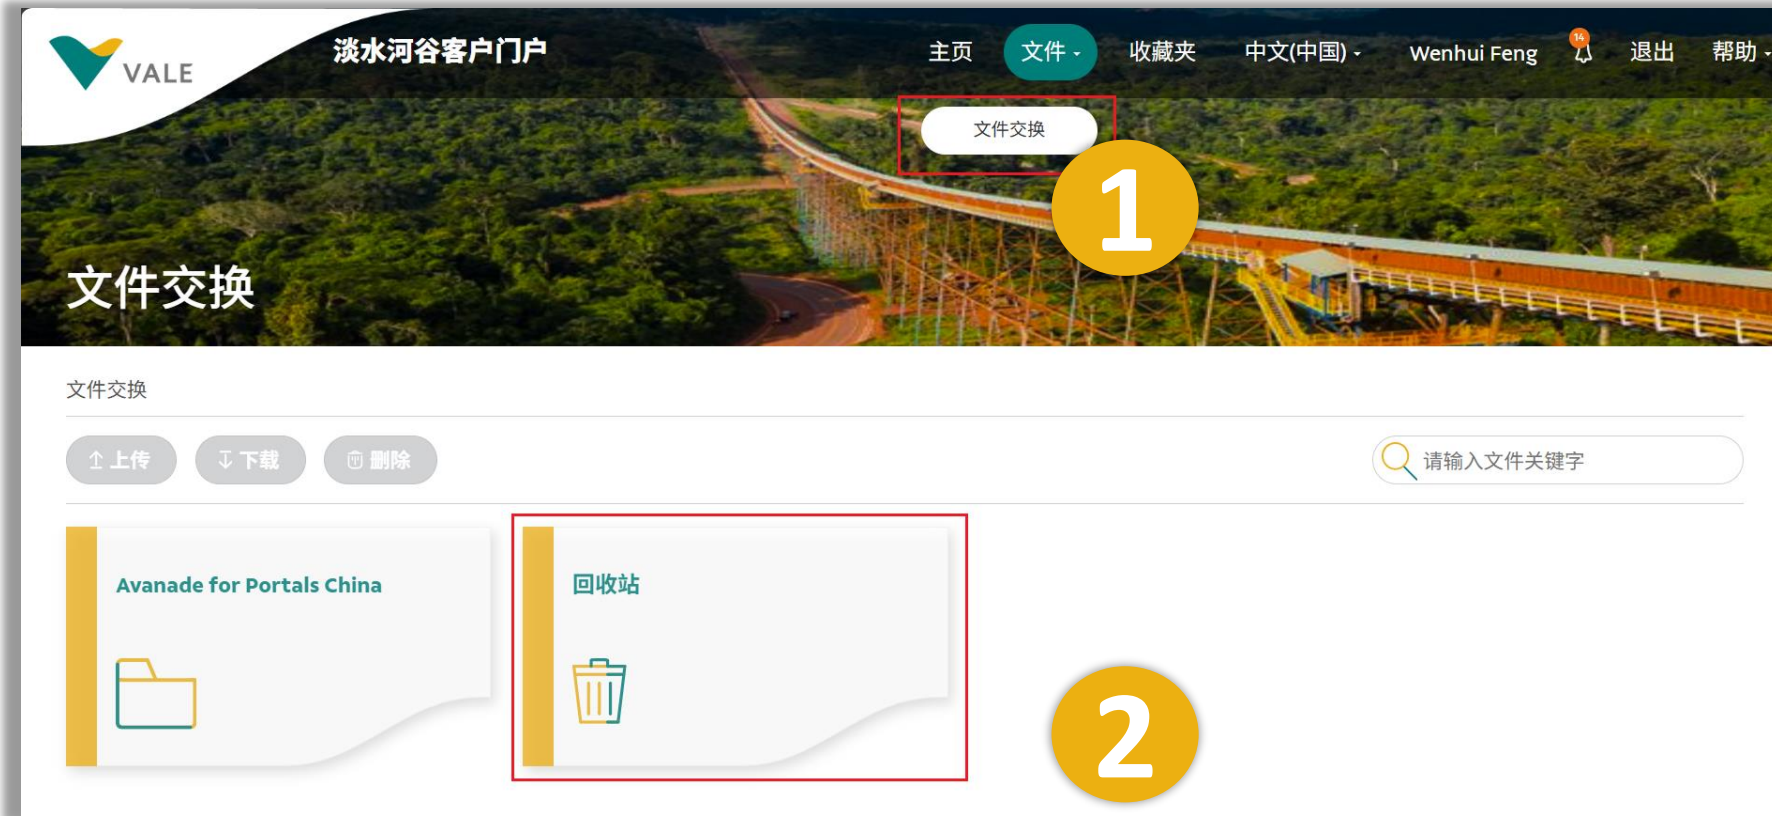 VALE
淡水河谷客户门户
主页 文件 收藏夹 中文(中国) Wenhui Feng 14 退出 帮助
文件交换
1
文件交换
文件交换
上传 下载 删除 请输入文件关键字
Avanade for Portals China 回收站
2